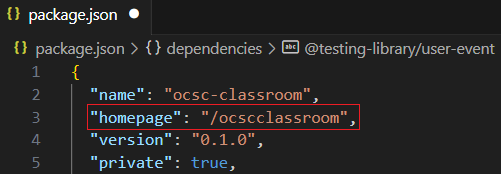 {} package.json
{} package.json > {} dependencies > abc @testing-library/user-event
1 {
2 "name": "ocsc-classroom",
3 "homepage": "/ocscclassroom",
4 "version": "0.1.0",
5 "private": true,